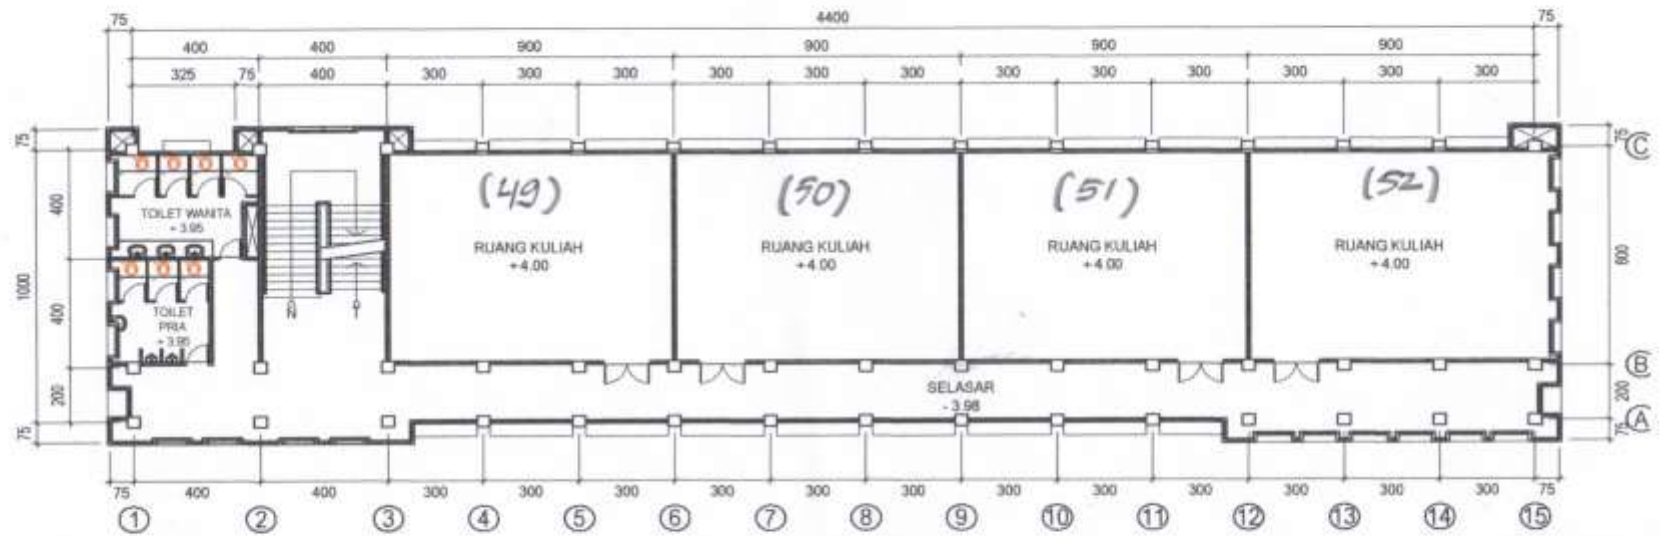 75 4400 75
400 400 900 900 900 900
325 75 400 300 300 300 300 300 300 300 300 300 300 300 300
75 75 C
(49) (50) (51) (52)
400 TOILET WANITA
+ 3.95
RUANG KULIAH RUANG KULIAH RUANG KULIAH RUANG KULIAH
+4.00 +4.00 +4.00 +4.00
1000 800
400 TOILET
PRIA
+ 3.95
N T
B
SELASAR
- 3.98
200 200
A
75 75
75 400 400 300 300 300 300 300 300 300 300 300 300 300 300 75
1 2 3 4 5 6 7 8 9 10 11 12 13 14 15